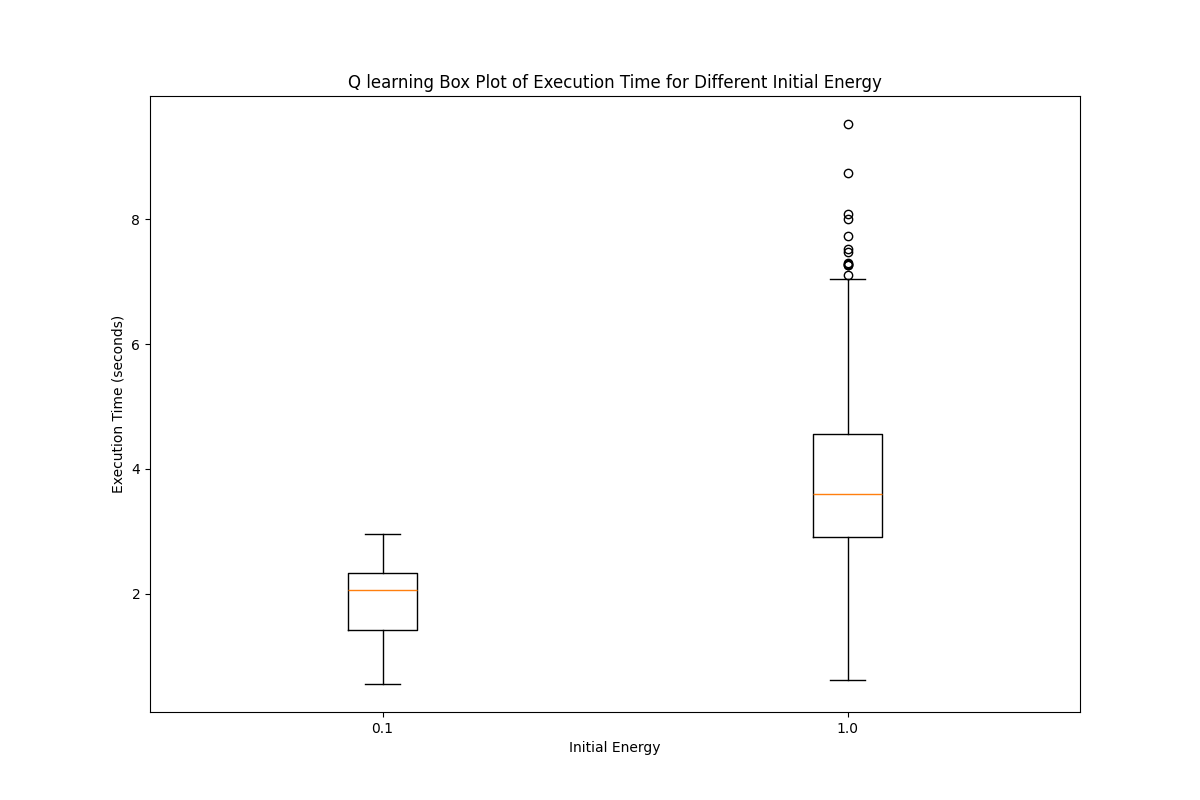 Q learning Box Plot of Execution Time for Different Initial Energy
Execution Time (seconds)
8
6
4
2
0.1
1.0
Initial Energy